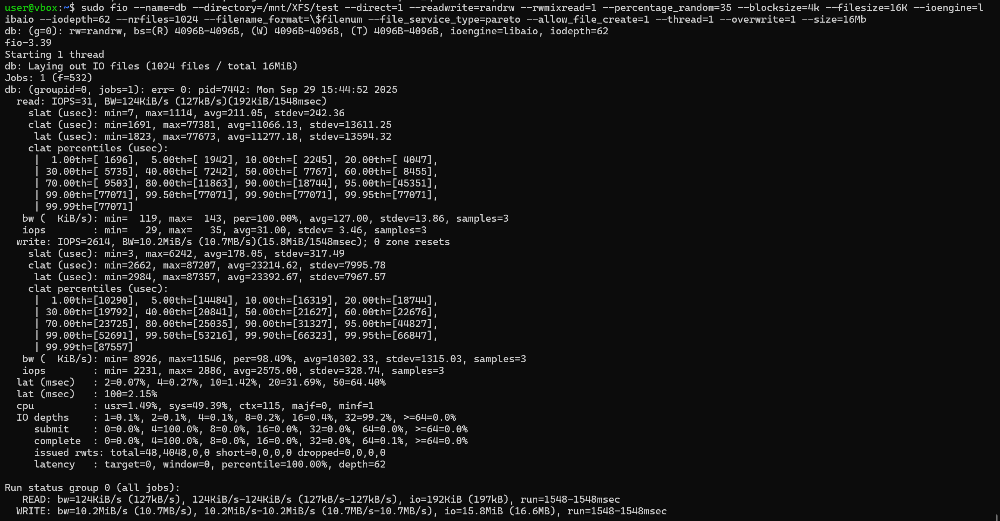 user@vbox:~$ sudo fio --name=db --directory=/mnt/XFS/test --direct=1 --readwrite=randrw --rwmixread=1 --percentage_random=35 --blocksize=4k --filesize=16K --ioengine=l
ibaio --iodepth=62 --nrfiles=1024 --filename_format=\$filenum --file_service_type=pareto --allow_file_create=1 --thread=1 --overwrite=1 --size=16Mb
db: (g=0): rw=randrw, bs=(R) 4096B-4096B, (W) 4096B-4096B, (T) 4096B-4096B, ioengine=libaio, iodepth=62
fio-3.39
Starting 1 thread
db: Laying out IO files (1024 files / total 16MiB)
Jobs: 1 (f=532)
db: (groupid=0, jobs=1): err= 0: pid=7442: Mon Sep 29 15:44:52 2025
  read: IOPS=31, BW=124KiB/s (127kB/s)(192KiB/1548msec)
    slat (usec): min=7, max=1114, avg=211.05, stdev=242.36
    clat (usec): min=1691, max=77381, avg=11066.13, stdev=13611.25
     lat (usec): min=1823, max=77673, avg=11277.18, stdev=13594.32
    clat percentiles (usec):
     |  1.00th=[ 1696],  5.00th=[ 1942], 10.00th=[ 2245], 20.00th=[ 4047],
     | 30.00th=[ 5735], 40.00th=[ 7242], 50.00th=[ 7767], 60.00th=[ 8455],
     | 70.00th=[ 9503], 80.00th=[11863], 90.00th=[18744], 95.00th=[45351],
     | 99.00th=[77071], 99.50th=[77071], 99.90th=[77071], 99.95th=[77071],
     | 99.99th=[77071]
   bw (  KiB/s): min=  119, max=  143, per=100.00%, avg=127.00, stdev=13.86, samples=3
   iops        : min=   29, max=   35, avg=31.00, stdev= 3.46, samples=3
  write: IOPS=2614, BW=10.2MiB/s (10.7MB/s)(15.8MiB/1548msec); 0 zone resets
    slat (usec): min=3, max=6242, avg=178.05, stdev=317.49
    clat (usec): min=2662, max=87207, avg=23214.62, stdev=7995.78
     lat (usec): min=2984, max=87357, avg=23392.67, stdev=7967.57
    clat percentiles (usec):
     |  1.00th=[10290],  5.00th=[14484], 10.00th=[16319], 20.00th=[18744],
     | 30.00th=[19792], 40.00th=[20841], 50.00th=[21627], 60.00th=[22676],
     | 70.00th=[23725], 80.00th=[25035], 90.00th=[31327], 95.00th=[44827],
     | 99.00th=[52691], 99.50th=[53216], 99.90th=[66323], 99.95th=[66847],
     | 99.99th=[87557]
   bw (  KiB/s): min= 8926, max=11546, per=98.49%, avg=10302.33, stdev=1315.03, samples=3
   iops        : min= 2231, max= 2886, avg=2575.00, stdev=328.74, samples=3
  lat (msec)   : 2=0.07%, 4=0.27%, 10=1.42%, 20=31.69%, 50=64.40%
  lat (msec)   : 100=2.15%
  cpu          : usr=1.49%, sys=49.39%, ctx=115, majf=0, minf=1
  IO depths    : 1=0.1%, 2=0.1%, 4=0.1%, 8=0.2%, 16=0.4%, 32=99.2%, >=64=0.0%
     submit    : 0=0.0%, 4=100.0%, 8=0.0%, 16=0.0%, 32=0.0%, 64=0.0%, >=64=0.0%
     complete  : 0=0.0%, 4=100.0%, 8=0.0%, 16=0.0%, 32=0.0%, 64=0.1%, >=64=0.0%
     issued rwts: total=48,4048,0,0 short=0,0,0,0 dropped=0,0,0,0
     latency   : target=0, window=0, percentile=100.00%, depth=62

Run status group 0 (all jobs):
   READ: bw=124KiB/s (127kB/s), 124KiB/s-124KiB/s (127kB/s-127kB/s), io=192KiB (197kB), run=1548-1548msec
  WRITE: bw=10.2MiB/s (10.7MB/s), 10.2MiB/s-10.2MiB/s (10.7MB/s-10.7MB/s), io=15.8MiB (16.6MB), run=1548-1548msec